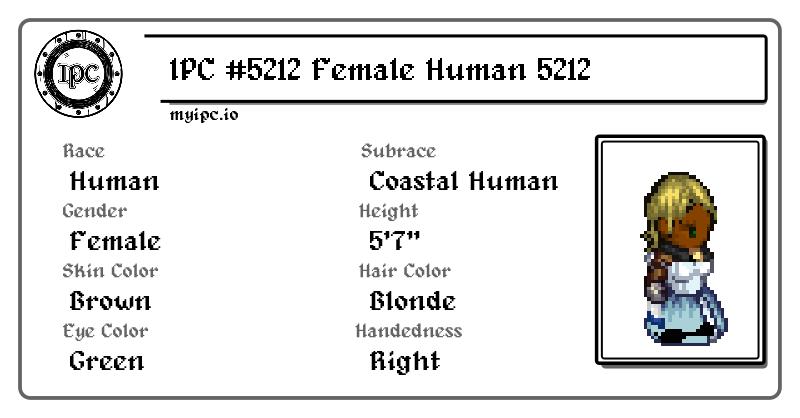 IPC
IPC #5212 Female Human 5212
myipc.io
Race
Human
Subrace
Coastal Human
Gender
Female
Height
5'7"
Skin Color
Brown
Hair Color
Blonde
Eye Color
Green
Handedness
Right